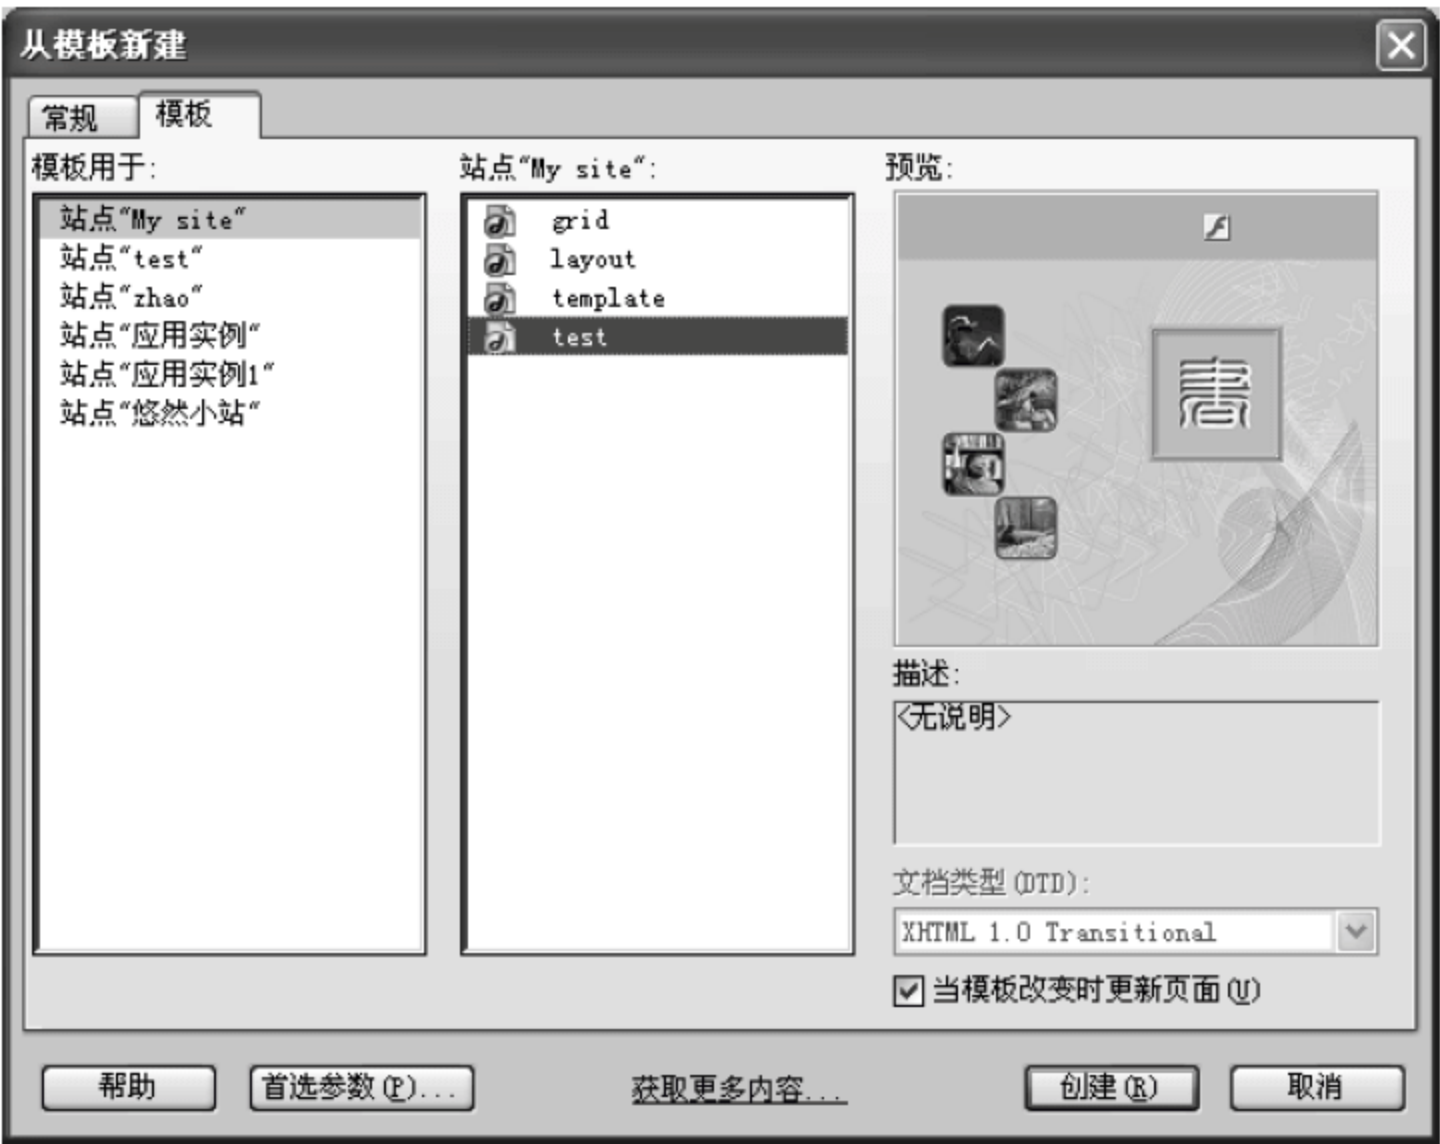 从模板新建
常规
模板
模板用于:
站点"My site"
站点"test"
站点"zhao"
站点"应用实例"
站点"应用实例1"
站点"悠然小站"
站点"My site":
grid
layout
template
test
预览:
書
描述:
<无说明>
文档类型(DTD):
XHTML 1.0 Transitional
当模板改变时更新页面(U)
帮助
首选参数(P)...
获取更多内容...
创建(R)
取消